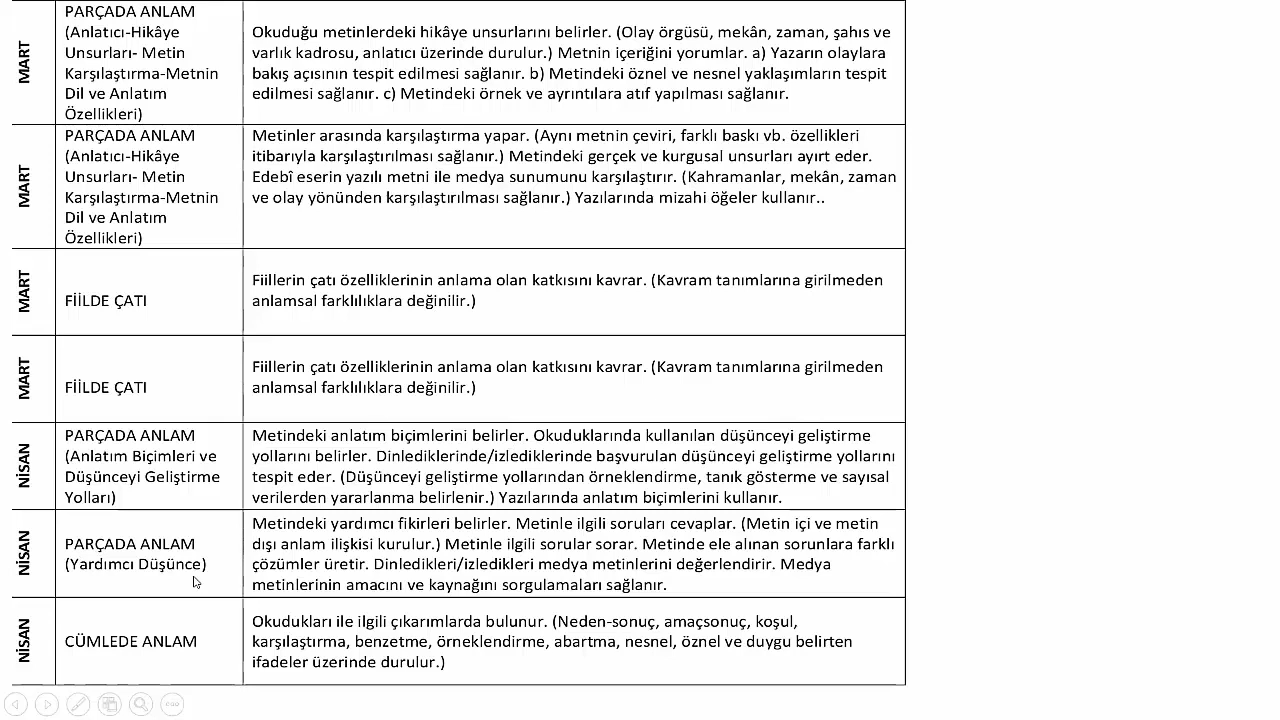 MART
PARÇADA ANLAM
(Anlatıcı-Hikâye
Unsurları- Metin
Karşılaştırma-Metnin
Dil ve Anlatım
Özellikleri)
Okuduğu metinlerdeki hikâye unsurlarını belirler. (Olay örgüsü, mekân, zaman, şahıs ve
varlık kadrosu, anlatıcı üzerinde durulur.) Metnin içeriğini yorumlar. a) Yazarın olaylara
bakış açısının tespit edilmesi sağlanır. b) Metindeki öznel ve nesnel yaklaşımların tespit
edilmesi sağlanır. c) Metindeki örnek ve ayrıntılara atıf yapılması sağlanır.
MART
PARÇADA ANLAM
(Anlatıcı-Hikâye
Unsurları- Metin
Karşılaştırma-Metnin
Dil ve Anlatım
Özellikleri)
Metinler arasında karşılaştırma yapar. (Aynı metnin çeviri, farklı baskı vb. özellikleri
itibarıyla karşılaştırılması sağlanır.) Metindeki gerçek ve kurgusal unsurları ayırt eder.
Edebî eserin yazılı metni ile medya sunumunu karşılaştırır. (Kahramanlar, mekân, zaman
ve olay yönünden karşılaştırılması sağlanır.) Yazılarında mizahi öğeler kullanır..
MART
FİİLDE ÇATI
Fiillerin çatı özelliklerinin anlama olan katkısını kavrar. (Kavram tanımlarına girilmeden
anlamsal farklılıklara değinilir.)
MART
FİİLDE ÇATI
Fiillerin çatı özelliklerinin anlama olan katkısını kavrar. (Kavram tanımlarına girilmeden
anlamsal farklılıklara değinilir.)
NİSAN
PARÇADA ANLAM
(Anlatım Biçimleri ve
Düşünceyi Geliştirme
Yolları)
Metindeki anlatım biçimlerini belirler. Okuduklarında kullanılan düşünceyi geliştirme
yollarını belirler. Dinlediklerinde/izlediklerinde başvurulan düşünceyi geliştirme yollarını
tespit eder. (Düşünceyi geliştirme yollarından örneklendirme, tanık gösterme ve sayısal
verilerden yararlanma belirlenir.) Yazılarında anlatım biçimlerini kullanır.
NİSAN
PARÇADA ANLAM
(Yardımcı Düşünce)
Metindeki yardımcı fikirleri belirler. Metinle ilgili soruları cevaplar. (Metin içi ve metin
dışı anlam ilişkisi kurulur.) Metinle ilgili sorular sorar. Metinde ele alınan sorunlara farklı
çözümler üretir. Dinledikleri/izledikleri medya metinlerini değerlendirir. Medya
metinlerinin amacını ve kaynağını sorgulamaları sağlanır.
NİSAN
CÜMLEDE ANLAM
Okudukları ile ilgili çıkarımlarda bulunur. (Neden-sonuç, amaçsonuç, koşul,
karşılaştırma, benzetme, örneklendirme, abartma, nesnel, öznel ve duygu belirten
ifadeler üzerinde durulur.)